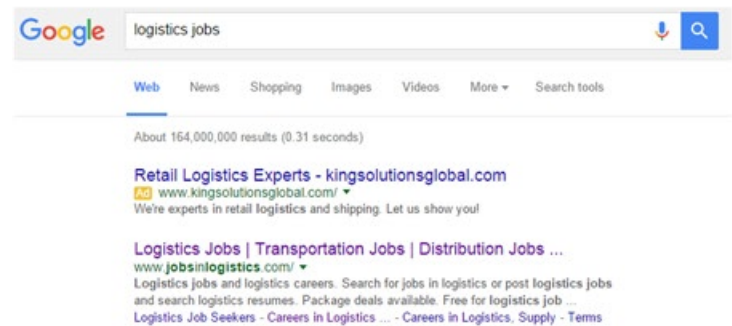 Google logistics jobs
Web News Shopping Images Videos More Search tools
About 164,000,000 results (0.31 seconds)
Retail Logistics Experts - kingsolutionsglobal.com
Ad www.kingsolutionsglobal.com/
We're experts in retail logistics and shipping. Let us show you!
Logistics Jobs | Transportation Jobs | Distribution Jobs ...
www.jobsinlogistics.com/
Logistics jobs and logistics careers. Search for jobs in logistics or post logistics jobs
and search logistics resumes. Package deals available. Free for logistics job ...
Logistics Job Seekers - Careers in Logistics ... - Careers in Logistics, Supply - Terms